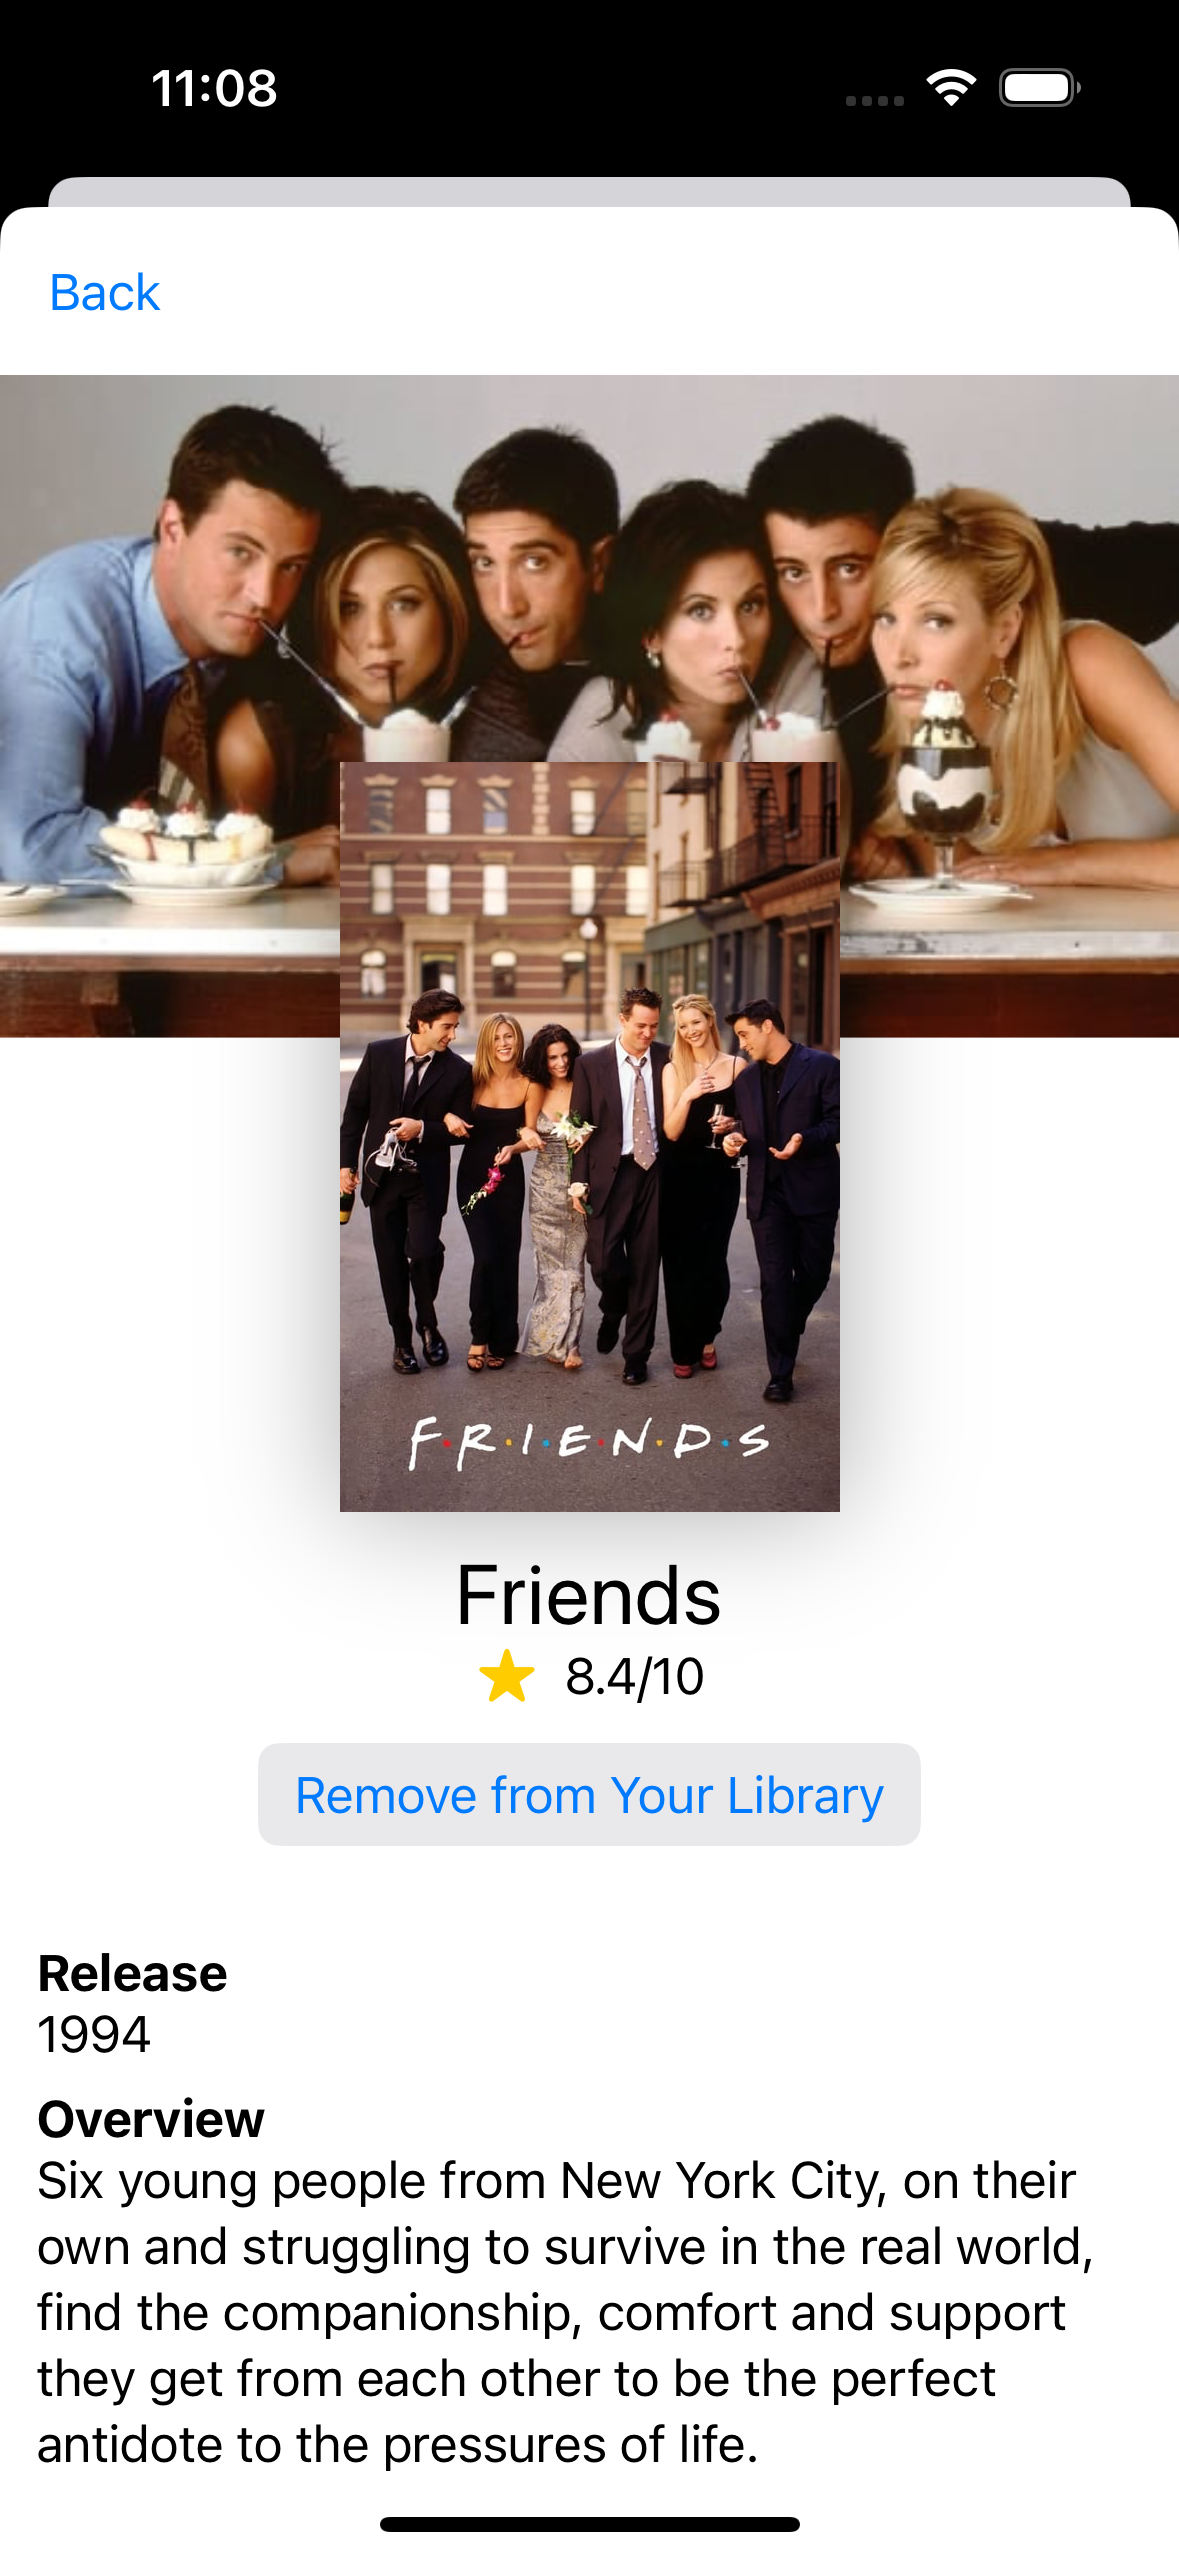 11:08
Back
F·R·I·E·N·D·S
Friends
8.4/10
Remove from Your Library
Release
1994
Overview
Six young people from New York City, on their
own and struggling to survive in the real world,
find the companionship, comfort and support
they get from each other to be the perfect
antidote to the pressures of life.